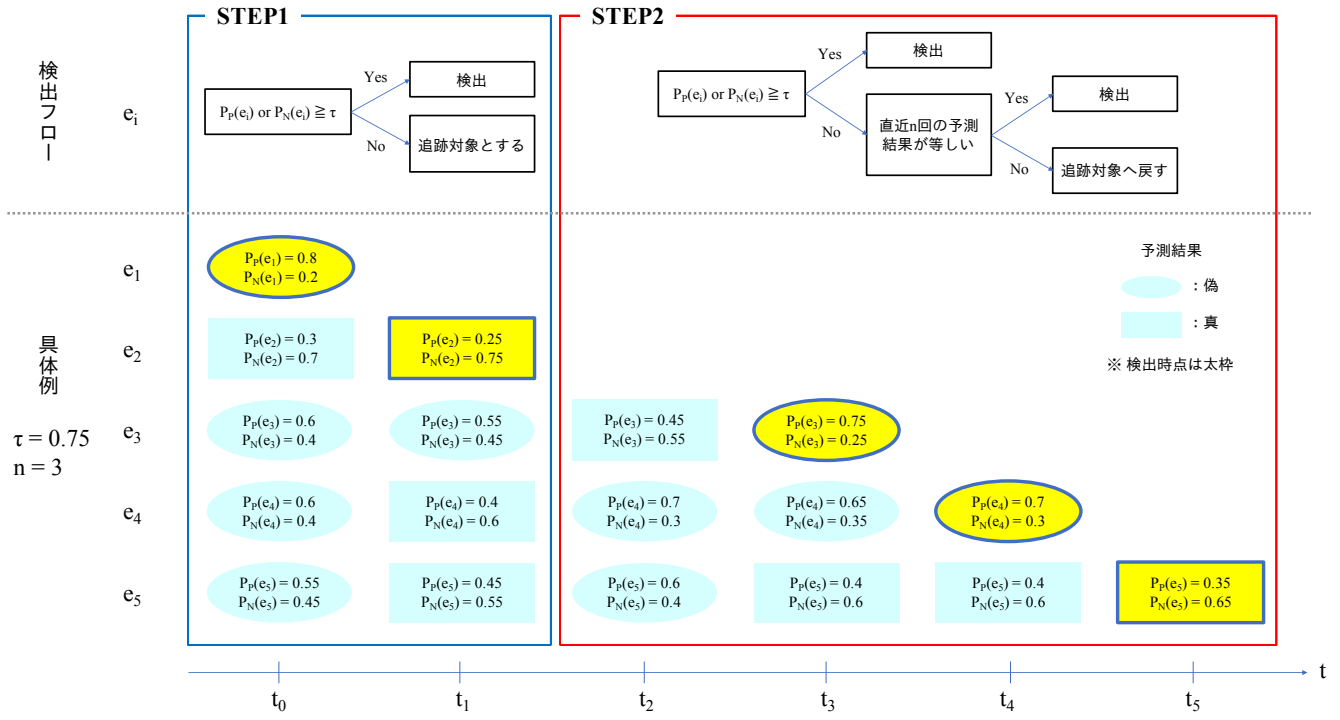 STEP1
STEP2
検出フロー
e_i
P_P(e_i) or P_N(e_i) ≧ τ
Yes
検出
No
追跡対象とする
P_P(e_i) or P_N(e_i) ≧ τ
Yes
検出
No
直近n回の予測
結果が等しい
Yes
検出
No
追跡対象へ戻す
具体例
τ = 0.75
n = 3
e_1
P_P(e_1) = 0.8
P_N(e_1) = 0.2
予測結果
：偽
：真
※ 検出時点は太枠
e_2
P_P(e_2) = 0.3
P_N(e_2) = 0.7
P_P(e_2) = 0.25
P_N(e_2) = 0.75
e_3
P_P(e_3) = 0.6
P_N(e_3) = 0.4
P_P(e_3) = 0.55
P_N(e_3) = 0.45
P_P(e_3) = 0.45
P_N(e_3) = 0.55
P_P(e_3) = 0.75
P_N(e_3) = 0.25
e_4
P_P(e_4) = 0.6
P_N(e_4) = 0.4
P_P(e_4) = 0.4
P_N(e_4) = 0.6
P_P(e_4) = 0.7
P_N(e_4) = 0.3
P_P(e_4) = 0.65
P_N(e_4) = 0.35
P_P(e_4) = 0.7
P_N(e_4) = 0.3
e_5
P_P(e_5) = 0.55
P_N(e_5) = 0.45
P_P(e_5) = 0.45
P_N(e_5) = 0.55
P_P(e_5) = 0.6
P_N(e_5) = 0.4
P_P(e_5) = 0.4
P_N(e_5) = 0.6
P_P(e_5) = 0.4
P_N(e_5) = 0.6
P_P(e_5) = 0.35
P_N(e_5) = 0.65
t
t_0
t_1
t_2
t_3
t_4
t_5